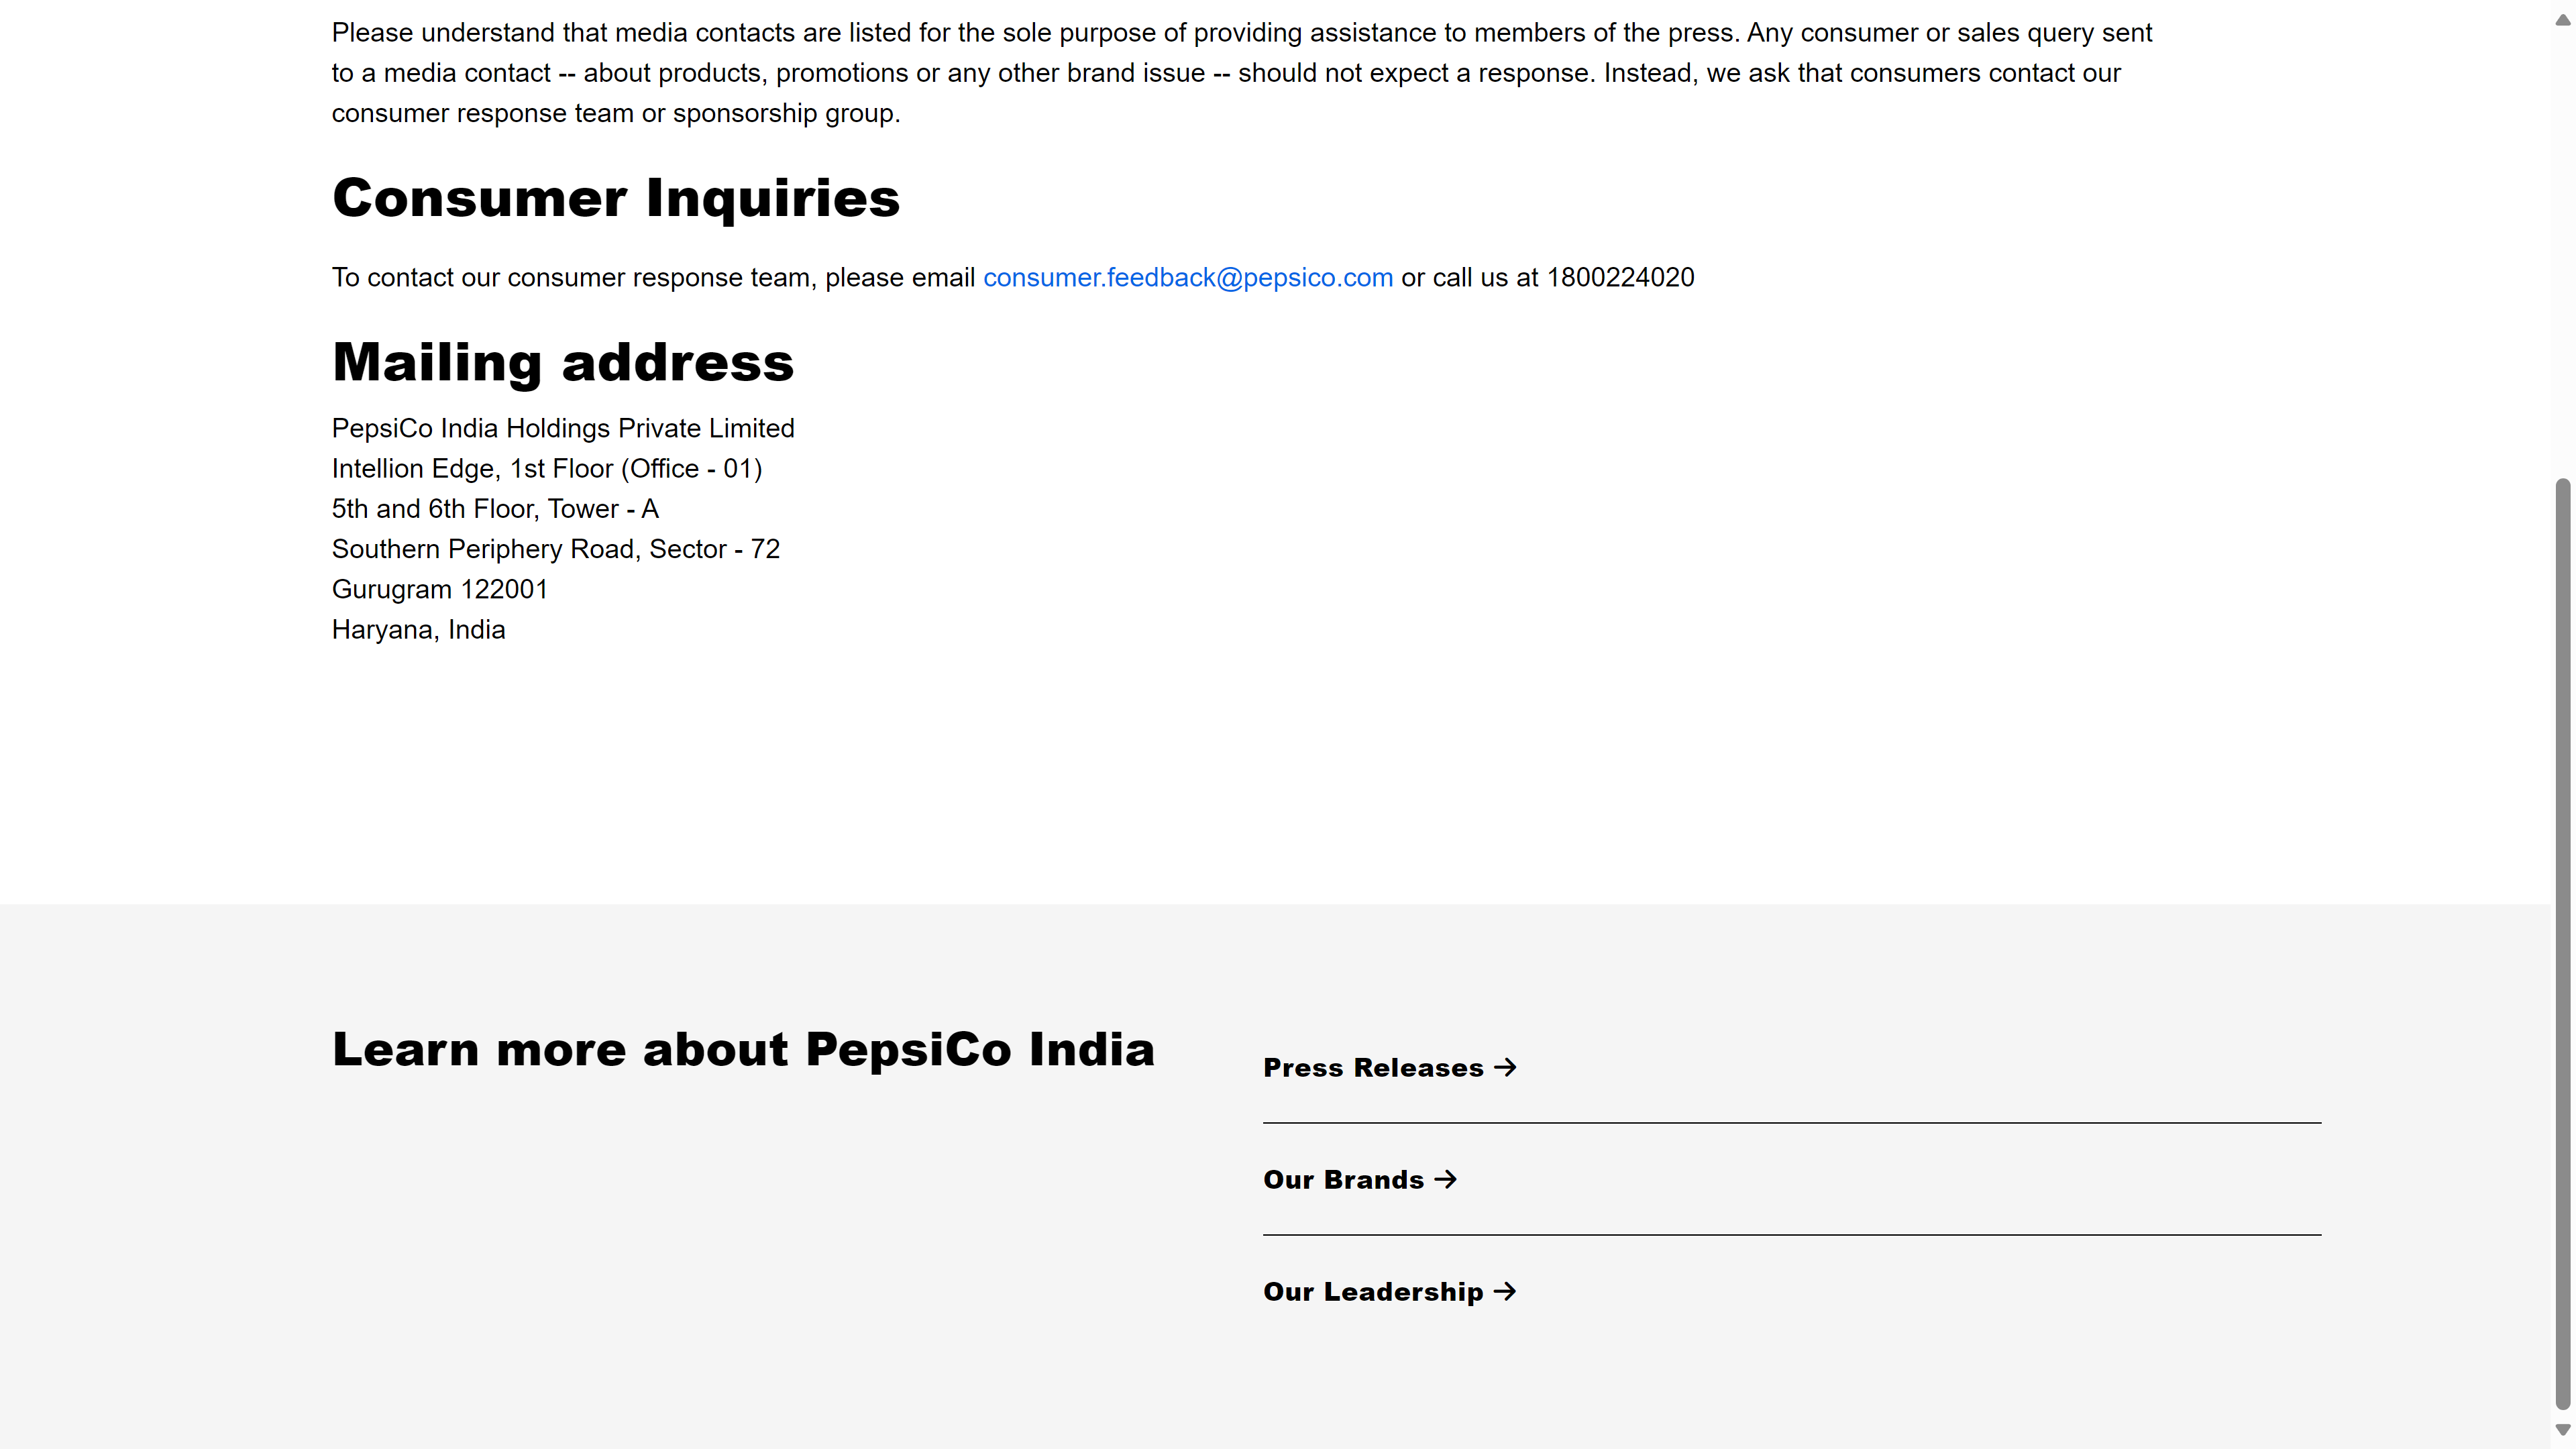 Please understand that media contacts are listed for the sole purpose of providing assistance to members of the press. Any consumer or sales query sent
to a media contact -- about products, promotions or any other brand issue -- should not expect a response. Instead, we ask that consumers contact our
consumer response team or sponsorship group.
Consumer Inquiries
To contact our consumer response team, please email consumer.feedback@pepsico.com or call us at 1800224020
Mailing address
PepsiCo India Holdings Private Limited
Intellion Edge, 1st Floor (Office - 01)
5th and 6th Floor, Tower - A
Southern Periphery Road, Sector - 72
Gurugram 122001
Haryana, India
Learn more about PepsiCo India
Press Releases →
Our Brands →
Our Leadership →